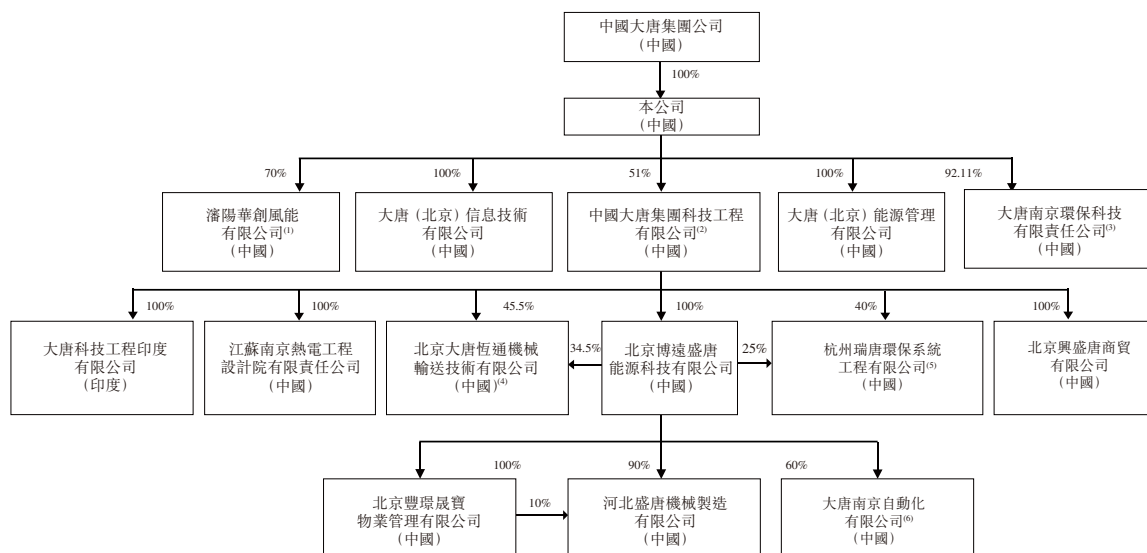 中國大唐集團公司
（中國）
100%
本公司
（中國）
70%
100%
51%
100%
92.11%
瀋陽華創風能
有限公司(1)
（中國）
大唐（北京）信息技術
有限公司
（中國）
中國大唐集團科技工程
有限公司(2)
（中國）
大唐（北京）能源管理
有限公司
（中國）
大唐南京環保科技
有限責任公司(3)
（中國）
100%
100%
45.5%
100%
40%
100%
大唐科技工程印度
有限公司
（印度）
江蘇南京熱電工程
設計院有限責任公司
（中國）
北京大唐恆通機械
輸送技術有限公司
（中國）(4)
34.5%
北京博遠盛唐
能源科技有限公司
（中國）
25%
杭州瑞唐環保系統
工程有限公司(5)
（中國）
北京興盛唐商貿
有限公司
（中國）
100%
90%
60%
北京豐璟晟寶
物業管理有限公司
（中國）
10%
河北盛唐機械製造
有限公司
（中國）
大唐南京自動化
有限公司(6)
（中國）